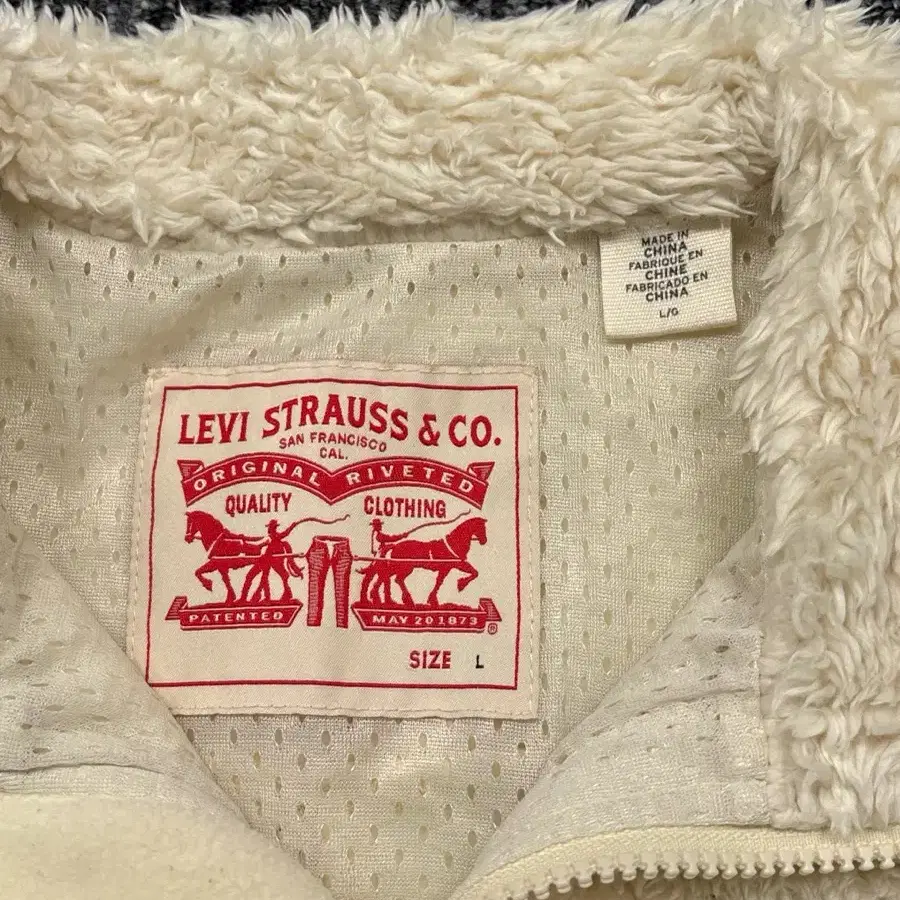 MADE IN
CHINA
FABRIQUE EN
CHINE
FABRICADO EN
CHINA
L/G
LEVI STRAUSS & CO.
SAN FRANCISCO
CAL.
ORIGINAL RIVETED
QUALITY CLOTHING
PATENTED MAY 20 1873 ®
SIZE L